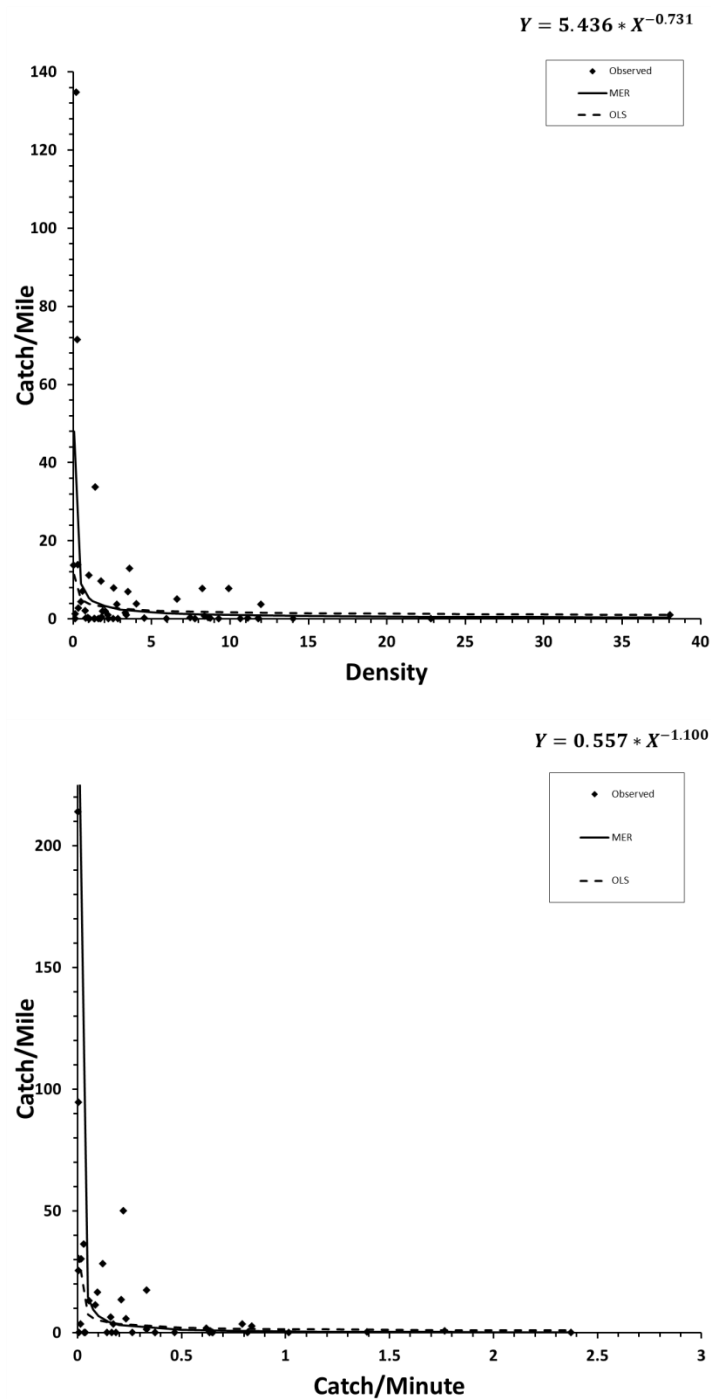 Y = 5.436 * X^−0.731
140
120
100
80
60
40
20
0
Catch/Mile
Observed
MER
OLS
0 5 10 15 20 25 30 35 40
Density
Y = 0.557 * X^−1.100
200
150
100
50
0
Catch/Mile
Observed
MER
OLS
0 0.5 1 1.5 2 2.5 3
Catch/Minute